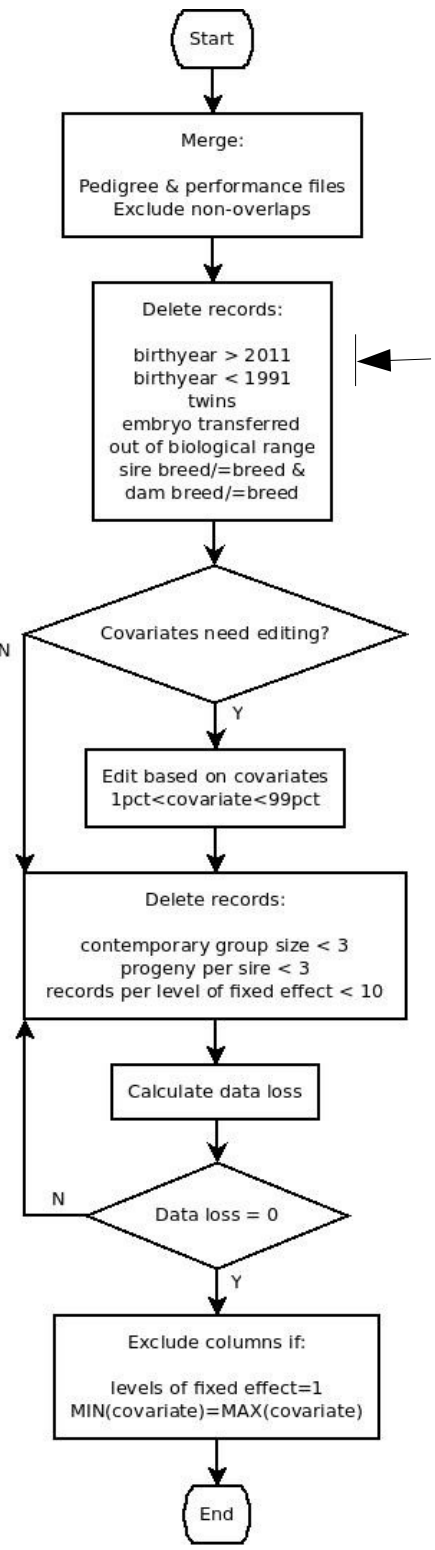 Start
Merge:
Pedigree & performance files
Exclude non-overlaps
Delete records:
birthyear > 2011
birthyear < 1991
twins
embryo transferred
out of biological range
sire breed/=breed &
dam breed/=breed
Covariates need editing?
N
Y
Edit based on covariates
1pct<covariate<99pct
Delete records:
contemporary group size < 3
progeny per sire < 3
records per level of fixed effect < 10
Calculate data loss
N
Data loss = 0
Y
Exclude columns if:
levels of fixed effect=1
MIN(covariate)=MAX(covariate)
End